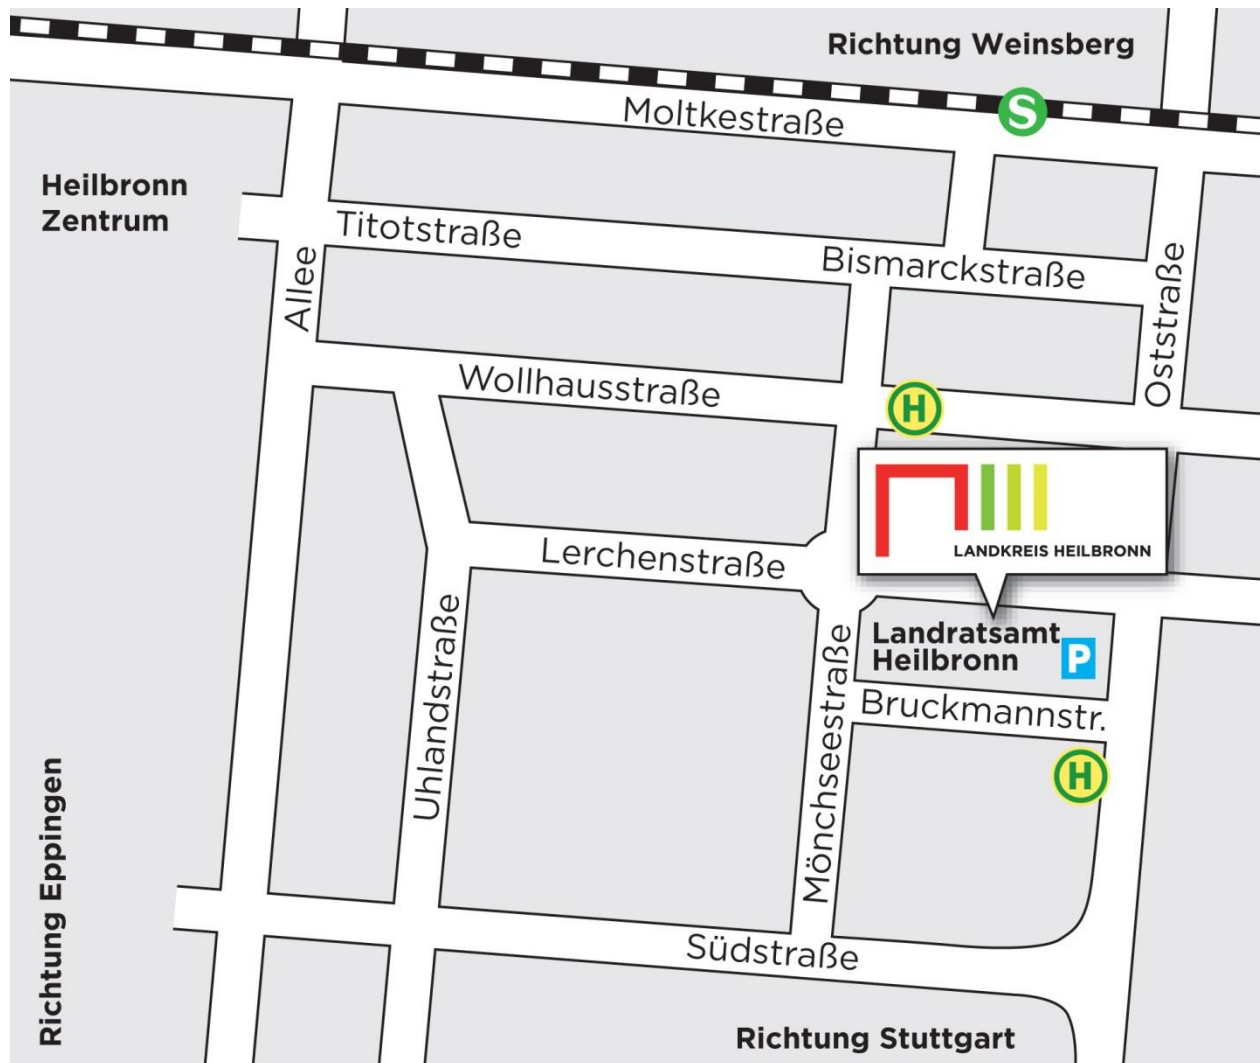 Richtung Weinsberg
S
Moltkestraße
Heilbronn
Zentrum
Titotstraße
Bismarckstraße
Allee
Oststraße
Wollhausstraße
H
LANDKREIS HEILBRONN
Lerchenstraße
Landratsamt
Heilbronn
P
Uhlandstraße
Mönchseestraße
Bruckmannstr.
H
Richtung Eppingen
Südstraße
Richtung Stuttgart